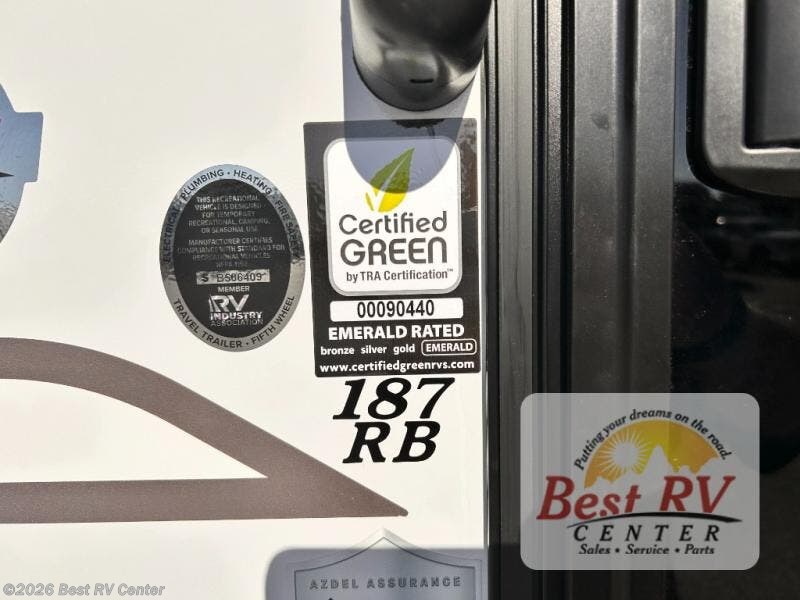 ELECTRICAL • PLUMBING • HEATING • FIRE SAFETY
THIS RECREATIONAL
VEHICLE IS DESIGNED
FOR TEMPORARY
RECREATIONAL, CAMPING,
OR SEASONAL USE.
MANUFACTURER CERTIFIES
COMPLIANCE WITH STANDARD FOR
RECREATIONAL VEHICLES
NFPA 1192.
MEMBER
RV
INDUSTRY
ASSOCIATION
TRAVEL TRAILER • FIFTH WHEEL
Certified
GREEN
by TRA Certification™
00090440
EMERALD RATED
bronze silver gold EMERALD
www.certifiedgreenrvs.com
187
RB
AZDEL ASSURANCE
Putting your dreams on the road.
Best RV
CENTER
Sales • Service • Parts
©2026 Best RV Center